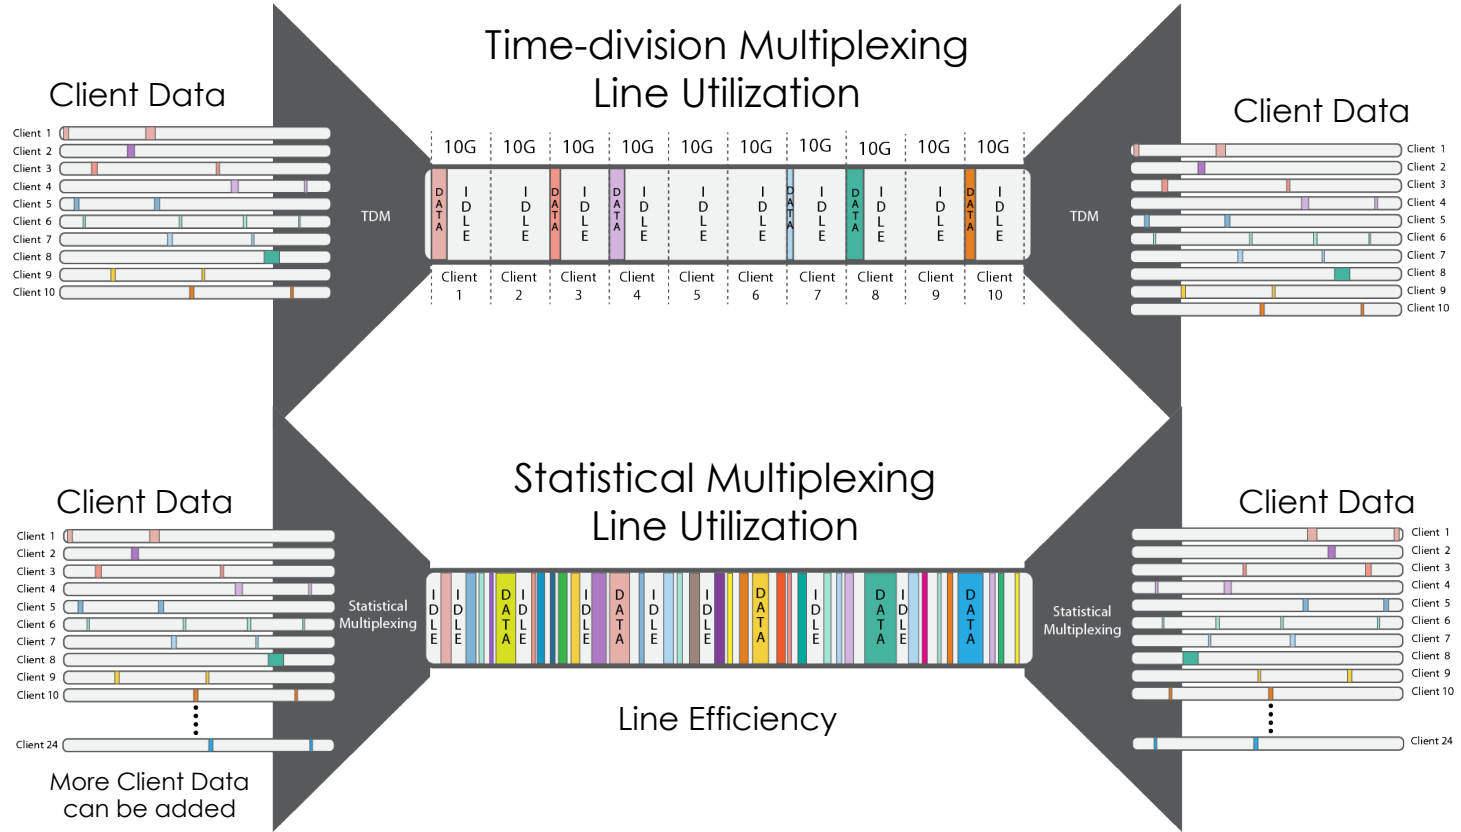 Time-division Multiplexing
Line Utilization
Client Data
Client 1
Client 2
Client 3
Client 4
Client 5
Client 6
Client 7
Client 8
Client 9
Client 10
TDM
10G 10G 10G 10G 10G 10G 10G 10G 10G 10G
DATA IDLE IDLE DATA IDLE DATA IDLE IDLE IDLE DATA IDLE DATA IDLE IDLE DATA IDLE
Client Client Client Client Client Client Client Client Client Client
1 2 3 4 5 6 7 8 9 10
TDM
Client Data
Client 1
Client 2
Client 3
Client 4
Client 5
Client 6
Client 7
Client 8
Client 9
Client 10
Statistical Multiplexing
Line Utilization
Client Data
Client 1
Client 2
Client 3
Client 4
Client 5
Client 6
Client 7
Client 8
Client 9
Client 10
Client 24
More Client Data
can be added
Statistical
Multiplexing
IDLE IDLE DATA IDLE IDLE DATA IDLE IDLE DATA IDLE DATA IDLE DATA
Line Efficiency
Statistical
Multiplexing
Client Data
Client 1
Client 2
Client 3
Client 4
Client 5
Client 6
Client 7
Client 8
Client 9
Client 10
Client 24